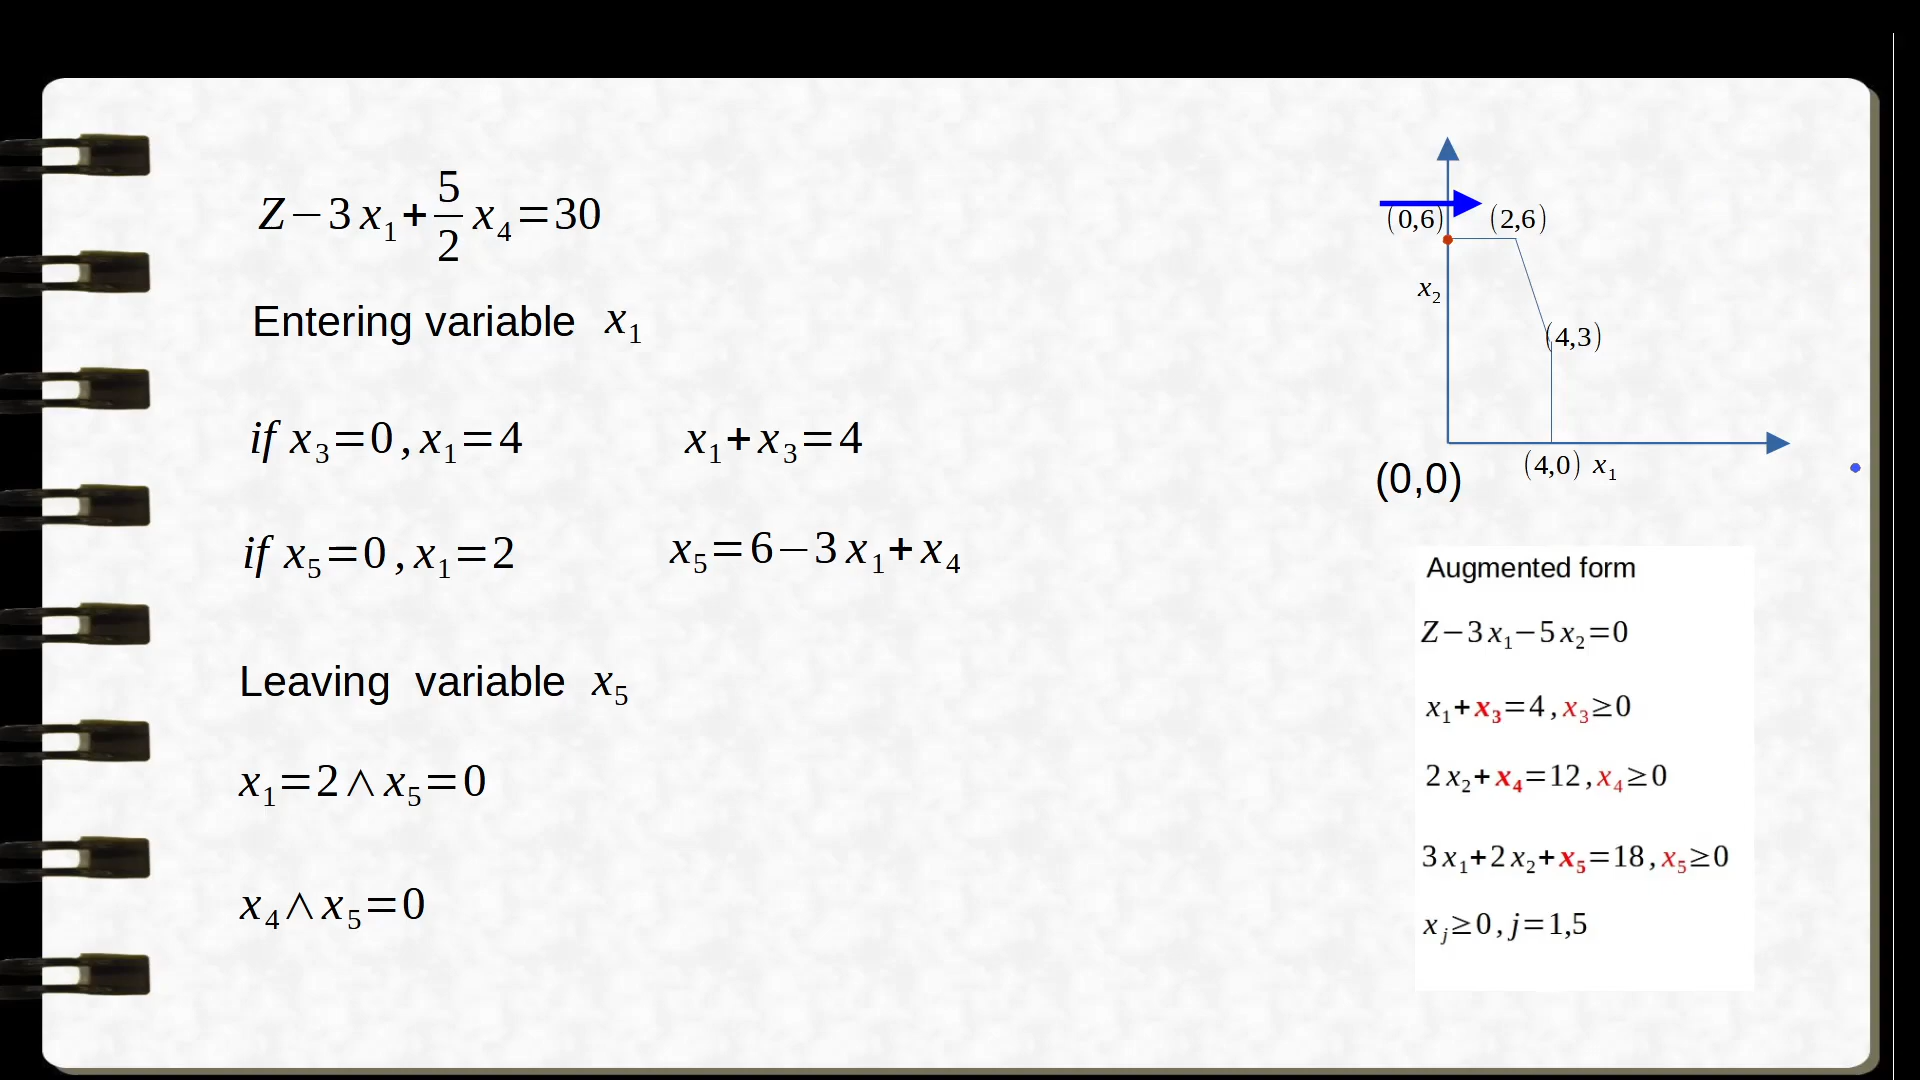 Z−3x₁+5/2 x₄=30
Entering variable x₁
if x₃=0, x₁=4
x₁+x₃=4
if x₅=0, x₁=2
x₅=6−3x₁+x₄
Leaving variable x₅
x₁=2∧x₅=0
x₄∧x₅=0
(0,6)
(2,6)
x₂
(4,3)
(0,0)
(4,0)
x₁
Augmented form
Z−3x₁−5x₂=0
x₁+x₃=4, x₃≥0
2x₂+x₄=12, x₄≥0
3x₁+2x₂+x₅=18, x₅≥0
xⱼ≥0, j=1,5